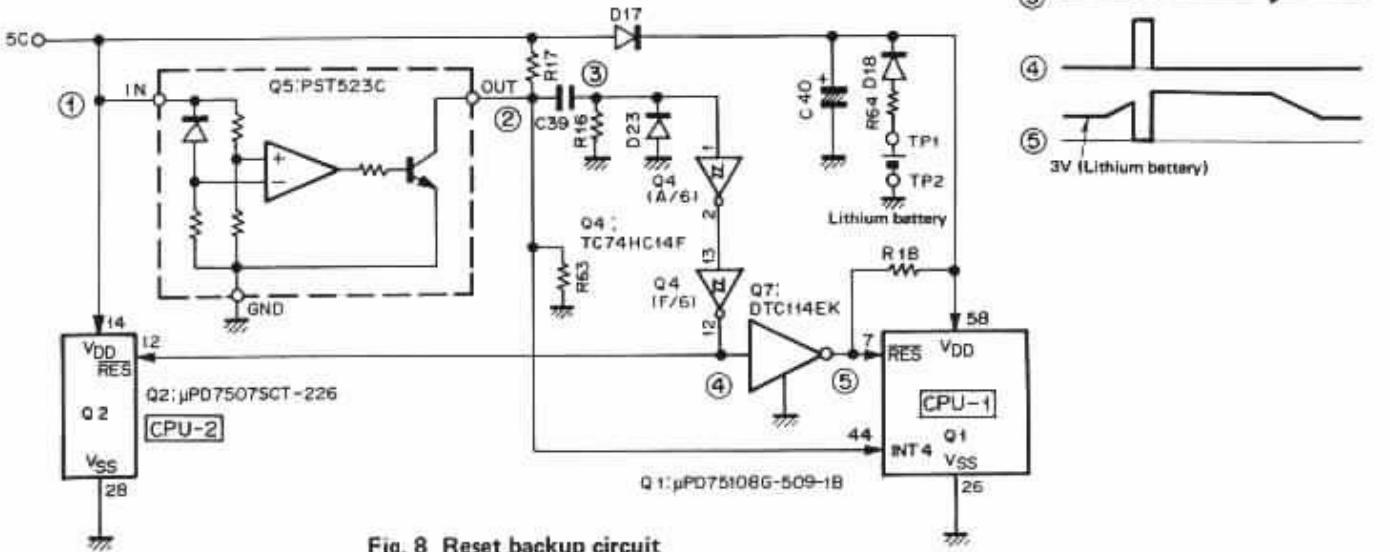 5C
D17
③
R17
Q5:PST523C
IN
OUT
①
②
③
C39
R16
D23
C40
+
R64
D18
TP1
TP2
Lithium battery
+
−
GND
1
Q4
(A/6)
2
Q4:
TC74HC14F
13
R63
Q4
(F/6)
12
Q7:
DTC114EK
R18
④
⑤
3V (Lithium battery)
14
12
VDD
RES
Q2:μPD7507SCT-226
Q2
CPU-2
VSS
28
④
⑤
7
RES
58
VDD
CPU-1
44
INT4
Q1
VSS
26
Q1:μPD75108G-509-1B
Fig. 8 Reset backup circuit